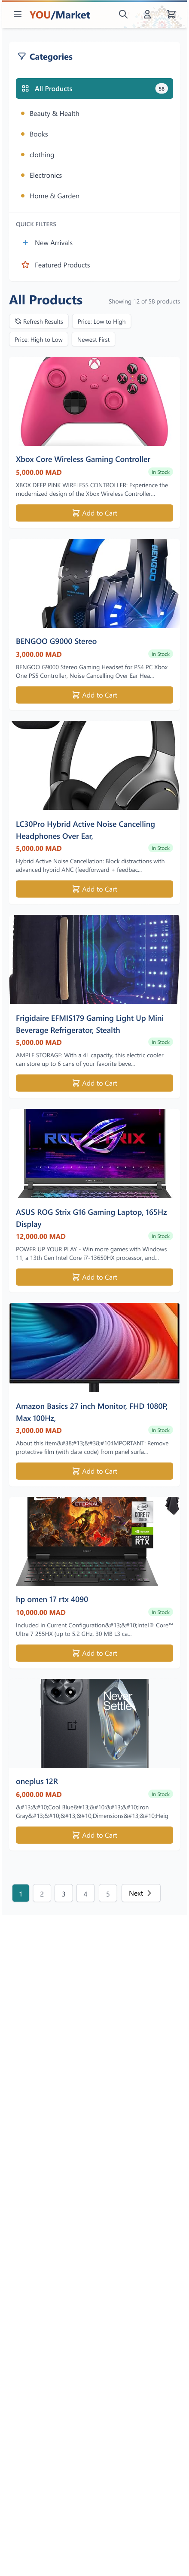 YOU/Market
Categories
All Products 58
Beauty & Health
Books
clothing
Electronics
Home & Garden
QUICK FILTERS
New Arrivals
Featured Products
All Products Showing 12 of 58 products
Refresh Results Price: Low to High
Price: High to Low Newest First
Xbox Core Wireless Gaming Controller
5,000.00 MAD In Stock
XBOX DEEP PINK WIRELESS CONTROLLER: Experience the
modernized design of the Xbox Wireless Controller...
Add to Cart
BENGOO
BENGOO G9000 Stereo
3,000.00 MAD In Stock
BENGOO G9000 Stereo Gaming Headset for PS4 PC Xbox
One PS5 Controller, Noise Cancelling Over Ear Hea...
Add to Cart
LC30Pro Hybrid Active Noise Cancelling
Headphones Over Ear,
5,000.00 MAD In Stock
Hybrid Active Noise Cancellation: Block distractions with
advanced hybrid ANC (feedforward + feedbac...
Add to Cart
Frigidaire EFMIS179 Gaming Light Up Mini
Beverage Refrigerator, Stealth
5,000.00 MAD In Stock
AMPLE STORAGE: With a 4L capacity, this electric cooler
can store up to 6 cans of your favorite beve...
Add to Cart
ROG STRIX
ASUS ROG Strix G16 Gaming Laptop, 165Hz
Display
12,000.00 MAD In Stock
POWER UP YOUR PLAY - Win more games with Windows
11, a 13th Gen Intel Core i7-13650HX processor, and...
Add to Cart
Amazon Basics 27 inch Monitor, FHD 1080P,
Max 100Hz,
3,000.00 MAD In Stock
About this item&#38;#13;&#38;#10;IMPORTANT: Remove
protective film (with date code) from panel surfa...
Add to Cart
ETERNAL
intel
CORE i7
RTX
hp omen 17 rtx 4090
10,000.00 MAD In Stock
Included in Current Configuration&#13;&#10;Intel® Core™
Ultra 7 255HX (up to 5.2 GHz, 30 MB L3 ca...
Add to Cart
Never
Settle
oneplus 12R
6,000.00 MAD In Stock
&#13;&#10;Cool Blue&#13;&#10;&#13;&#10;Iron
Gray&#13;&#10;&#13;&#10;Dimensions&#13;&#10;Heig
Add to Cart
1 2 3 4 5 Next